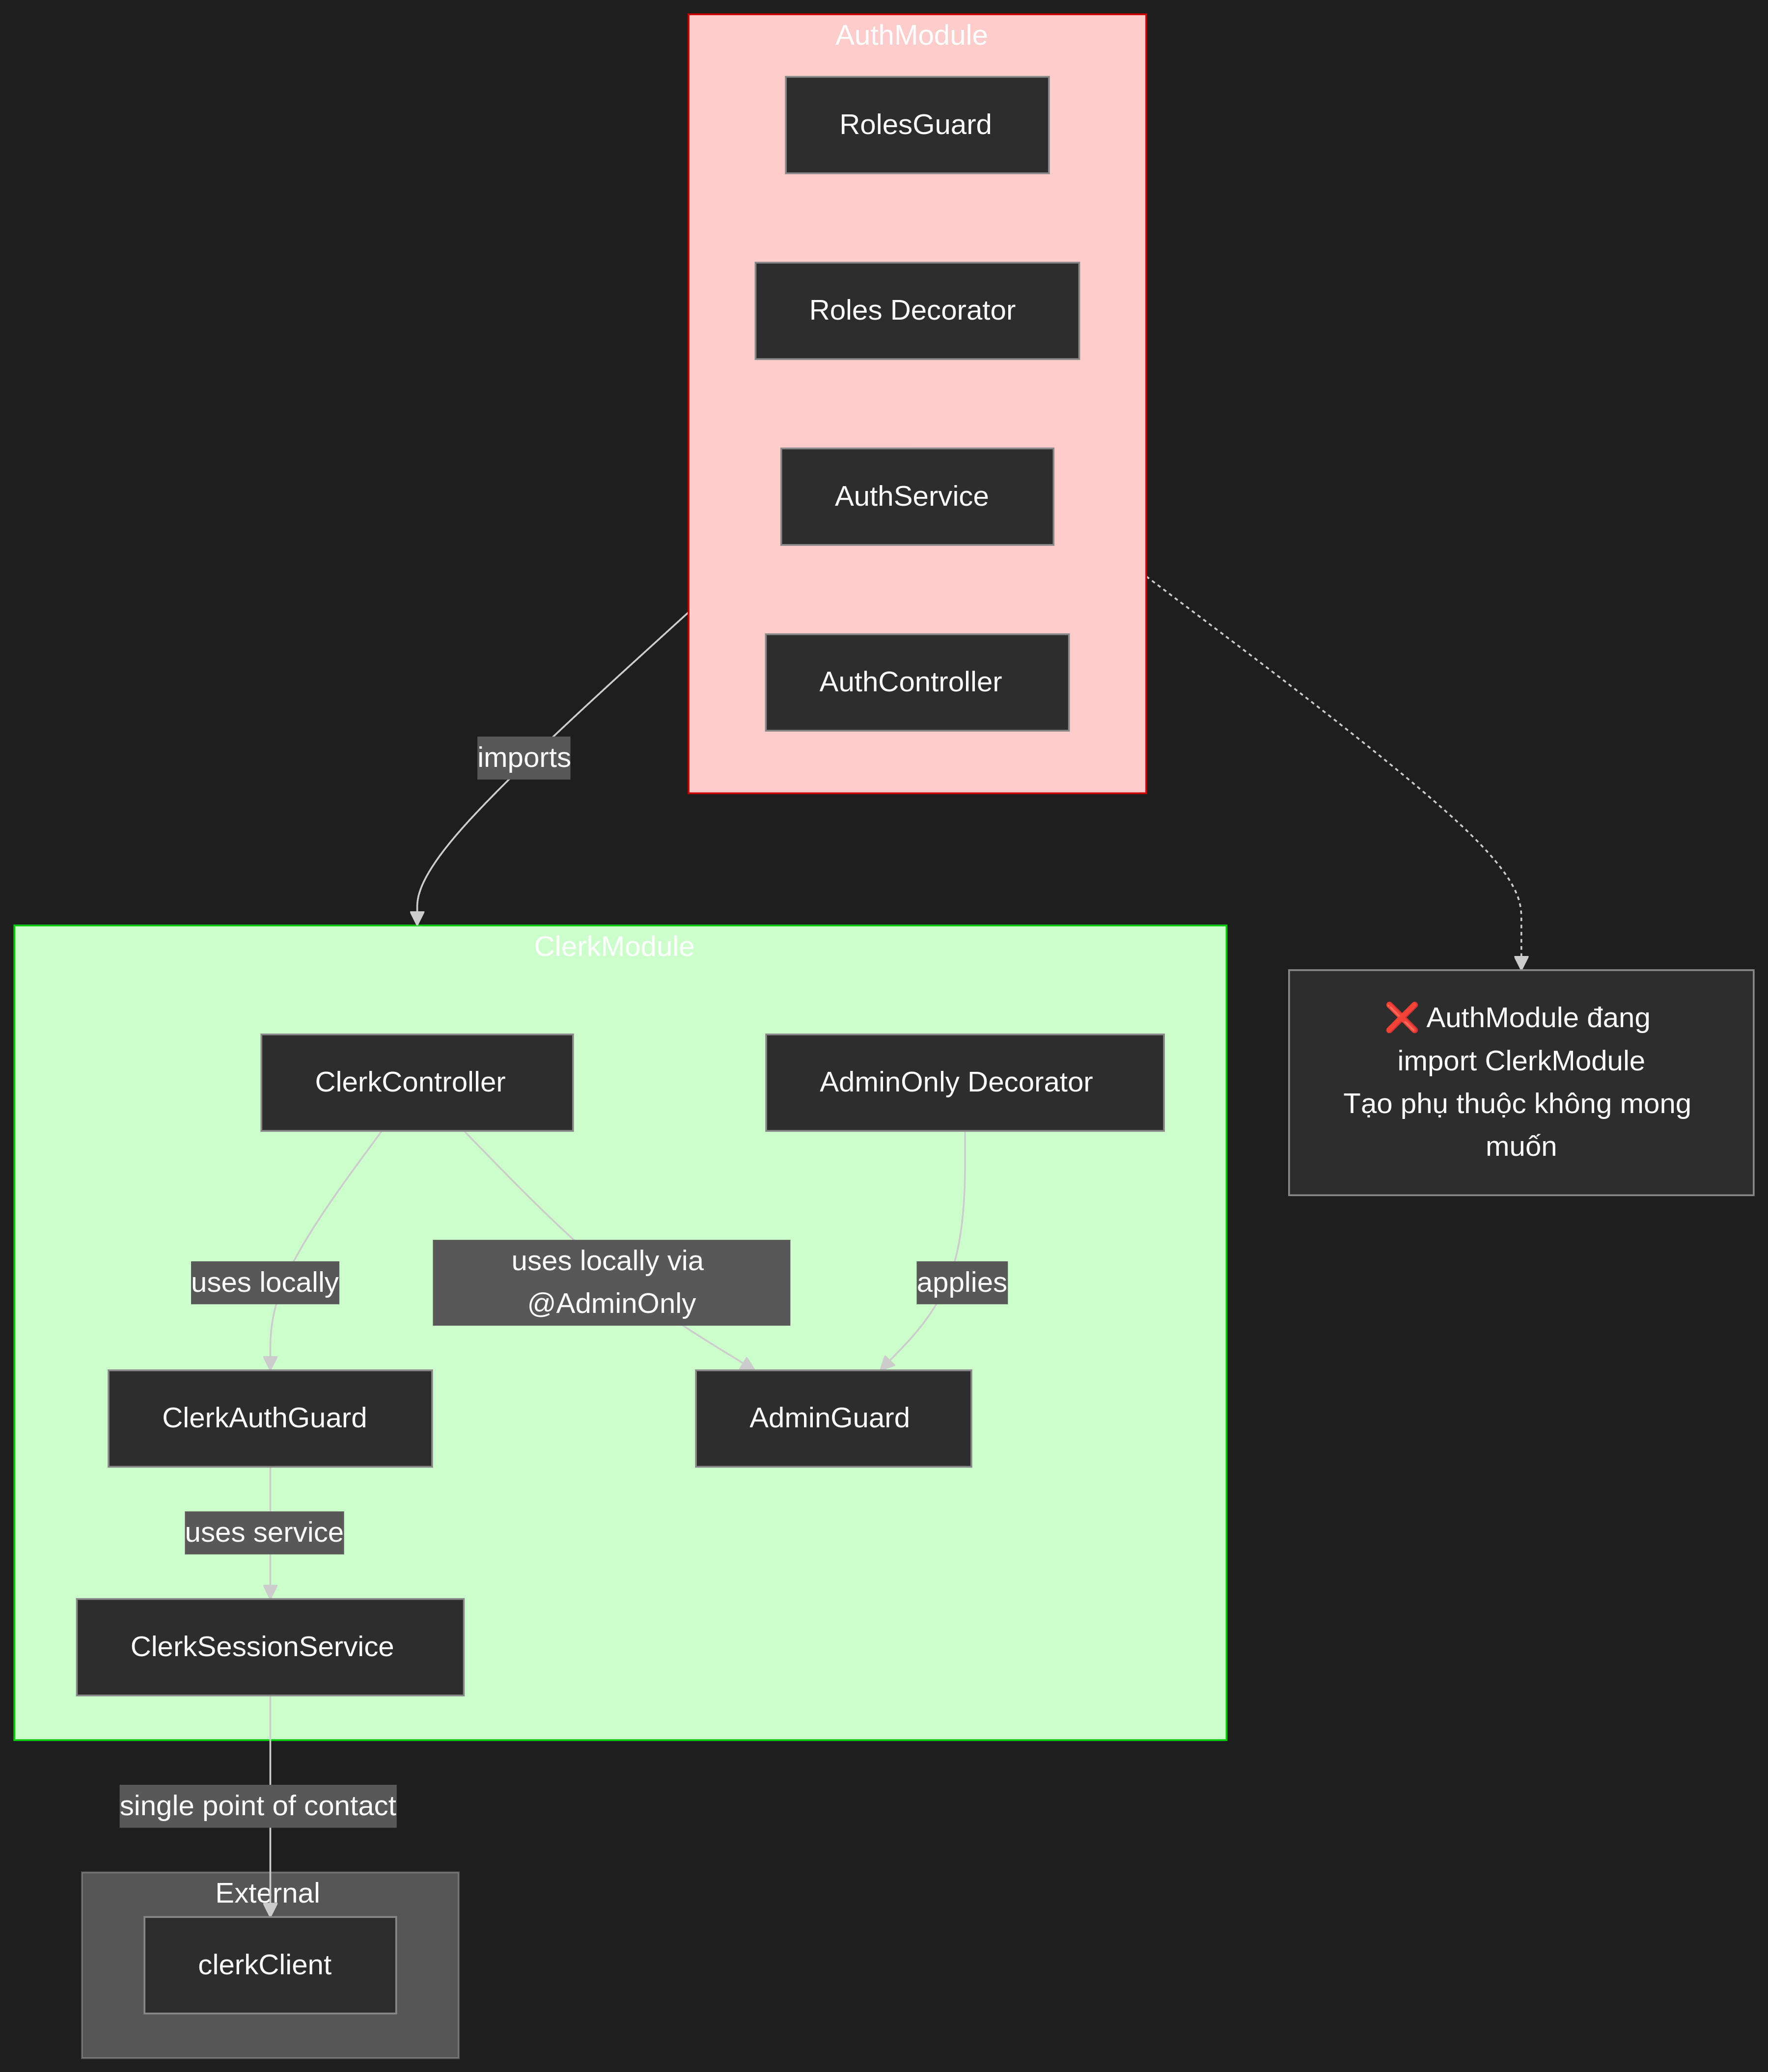 AuthModule
RolesGuard
Roles Decorator
AuthService
AuthController
imports
ClerkModule
ClerkController
AdminOnly Decorator
❌ AuthModule đang
import ClerkModule
Tạo phụ thuộc không mong
muốn
uses locally
uses locally via
@AdminOnly
applies
ClerkAuthGuard
AdminGuard
uses service
ClerkSessionService
single point of contact
External
clerkClient